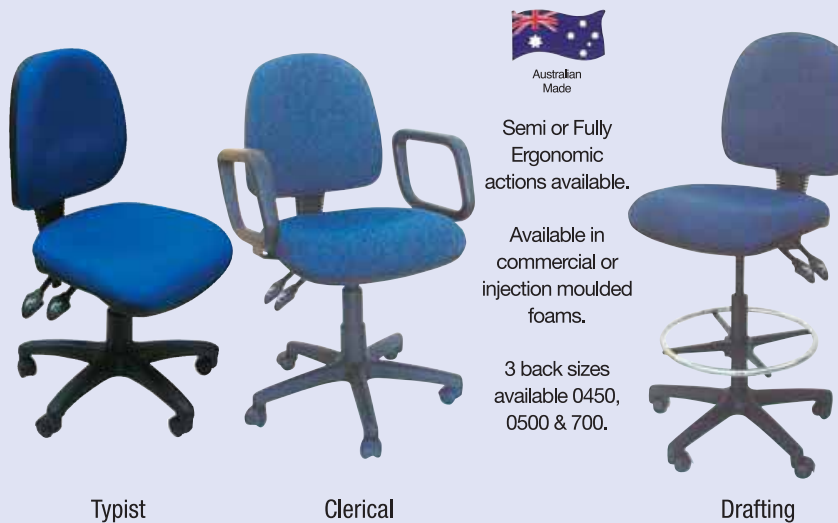 Australian
Made
Semi or Fully
Ergonomic
actions available.
Available in
commercial or
injection moulded
foams.
3 back sizes
available 0450,
0500 & 700.
Typist
Clerical
Drafting